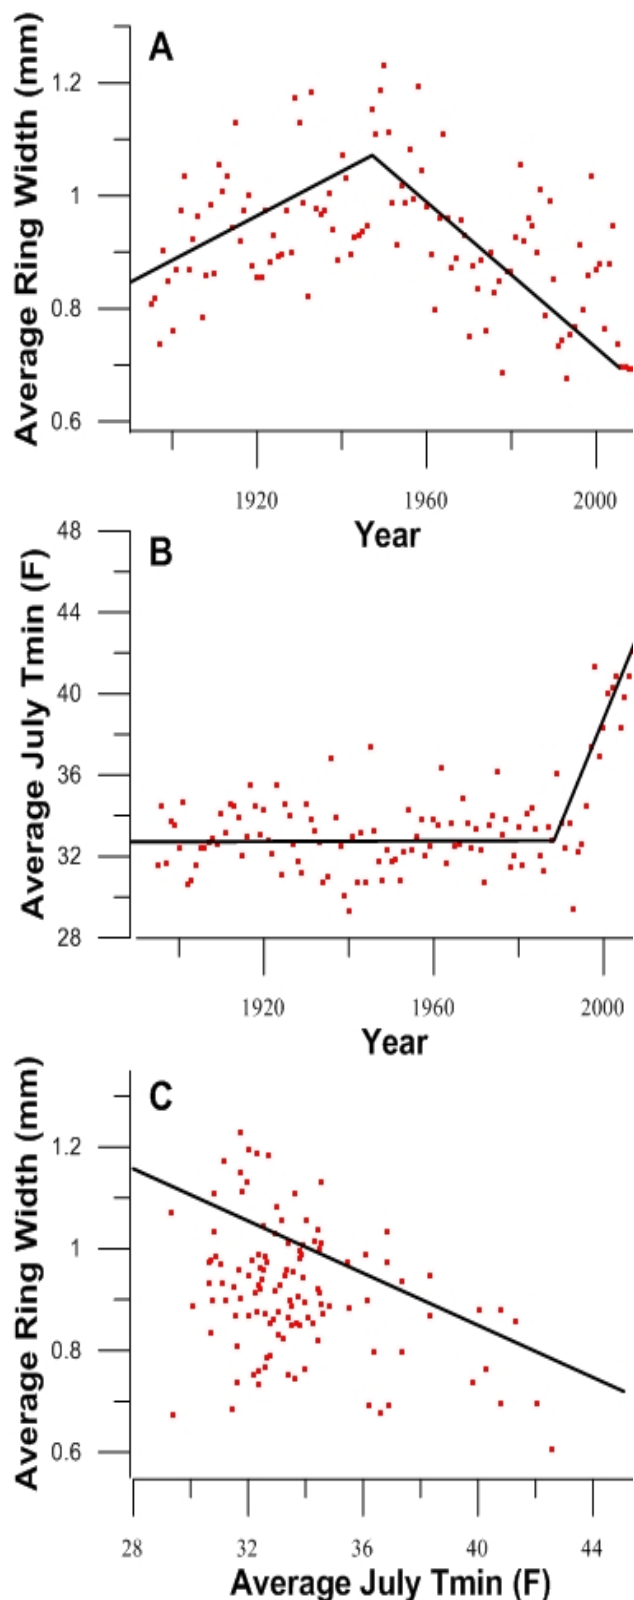 A
Average Ring Width (mm)
1.2
1
0.8
0.6
1920
1960
2000
Year
B
Average July Tmin (F)
48
44
40
36
32
28
1920
1960
2000
Year
C
Average Ring Width (mm)
1.2
1
0.8
0.6
28
32
36
40
44
Average July Tmin (F)